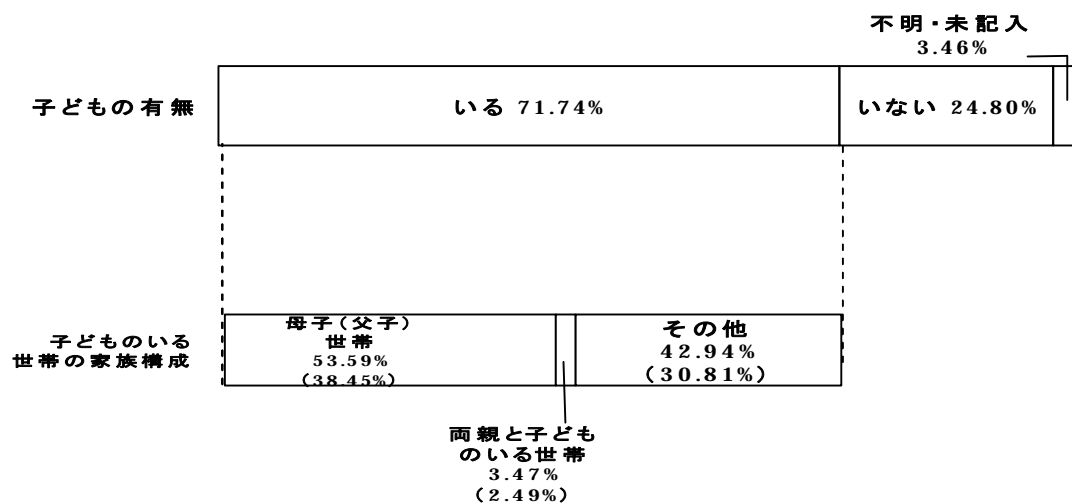 不明・未記入
3.46%
子どもの有無
いる 71.74%
いない 24.80%
子どものいる
世帯の家族構成
母子(父子)
世帯
53.59%
(38.45%)
その他
42.94%
(30.81%)
両親と子ども
のいる世帯
3.47%
(2.49%)